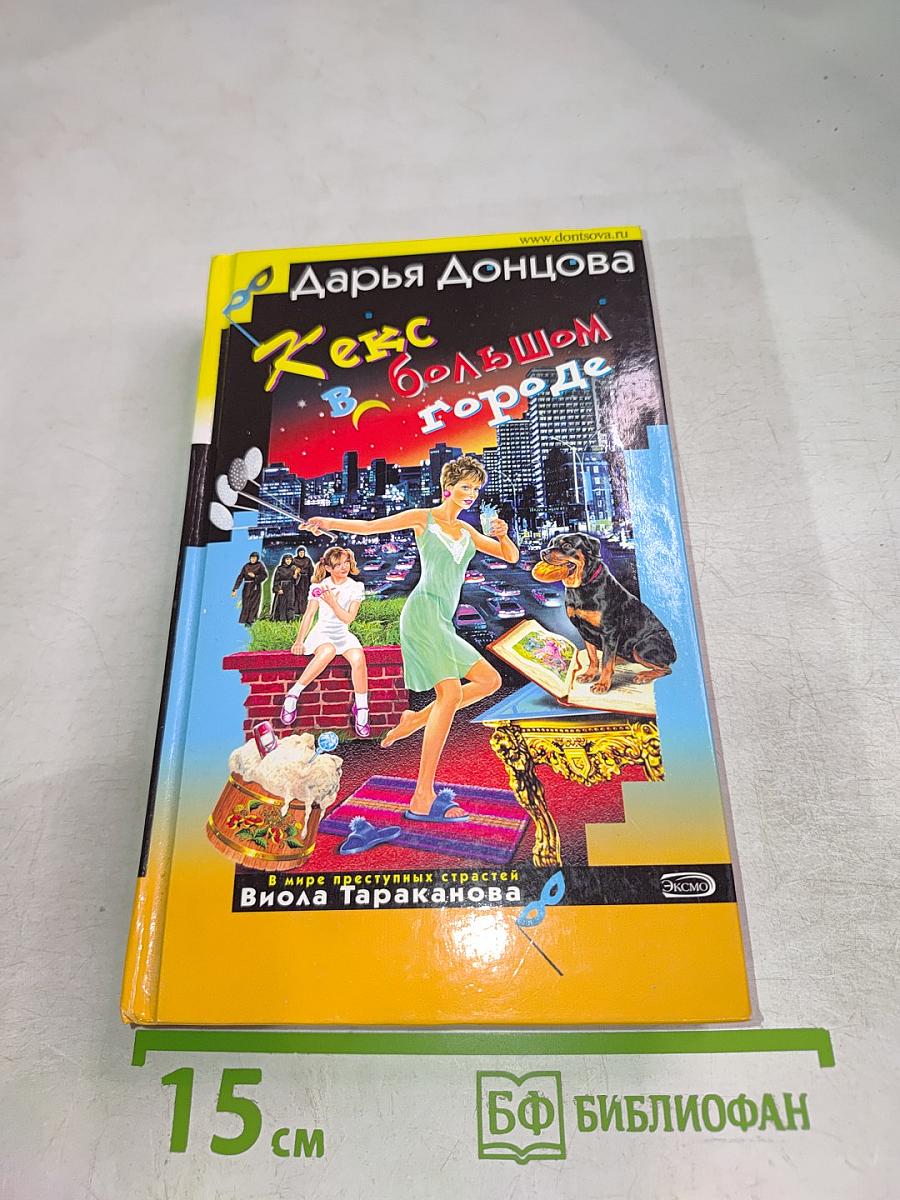 www.dontsova.ru
Дарья Донцова
Кекс
в большом
городе
В мире преступных страстей
Виола Тараканова
ЭКСМО
15 см
БФ БИБЛИОФАН